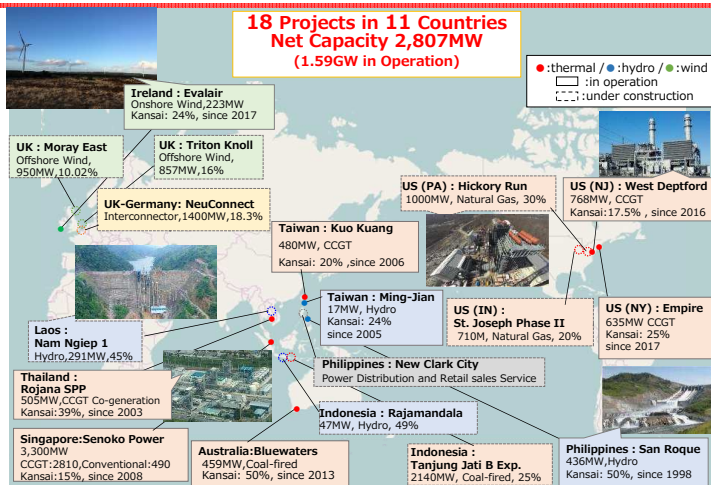 18 Projects in 11 Countries
Net Capacity 2,807MW
(1.59GW in Operation)
●:thermal / ●:hydro / ●:wind
:in operation
:under construction
Ireland : Evalair
Onshore Wind,223MW
Kansai: 24%, since 2017
UK : Moray East
Offshore Wind,
950MW,10.02%
UK : Triton Knoll
Offshore Wind,
857MW,16%
UK-Germany: NeuConnect
Interconnector,1400MW,18.3%
Taiwan : Kuo Kuang
480MW, CCGT
Kansai: 20% ,since 2006
US (PA) : Hickory Run
1000MW, Natural Gas, 30%
US (NJ) : West Deptford
768MW, CCGT
Kansai:17.5% , since 2016
Taiwan : Ming-Jian
17MW, Hydro
Kansai: 24%
since 2005
US (IN) :
St. Joseph Phase II
710M, Natural Gas, 20%
US (NY) : Empire
635MW CCGT
Kansai: 25%
since 2017
Laos :
Nam Ngiep 1
Hydro,291MW,45%
Philippines : New Clark City
Power Distribution and Retail sales Service
Thailand :
Rojana SPP
505MW,CCGT Co-generation
Kansai:39%, since 2003
Indonesia : Rajamandala
47MW, Hydro, 49%
Singapore:Senoko Power
3,300MW
CCGT:2810,Conventional:490
Kansai:15%, since 2008
Australia:Bluewaters
459MW,Coal-fired
Kansai: 50%, since 2013
Indonesia :
Tanjung Jati B Exp.
2140MW, Coal-fired, 25%
Philippines : San Roque
436MW,Hydro
Kansai: 50%, since 1998